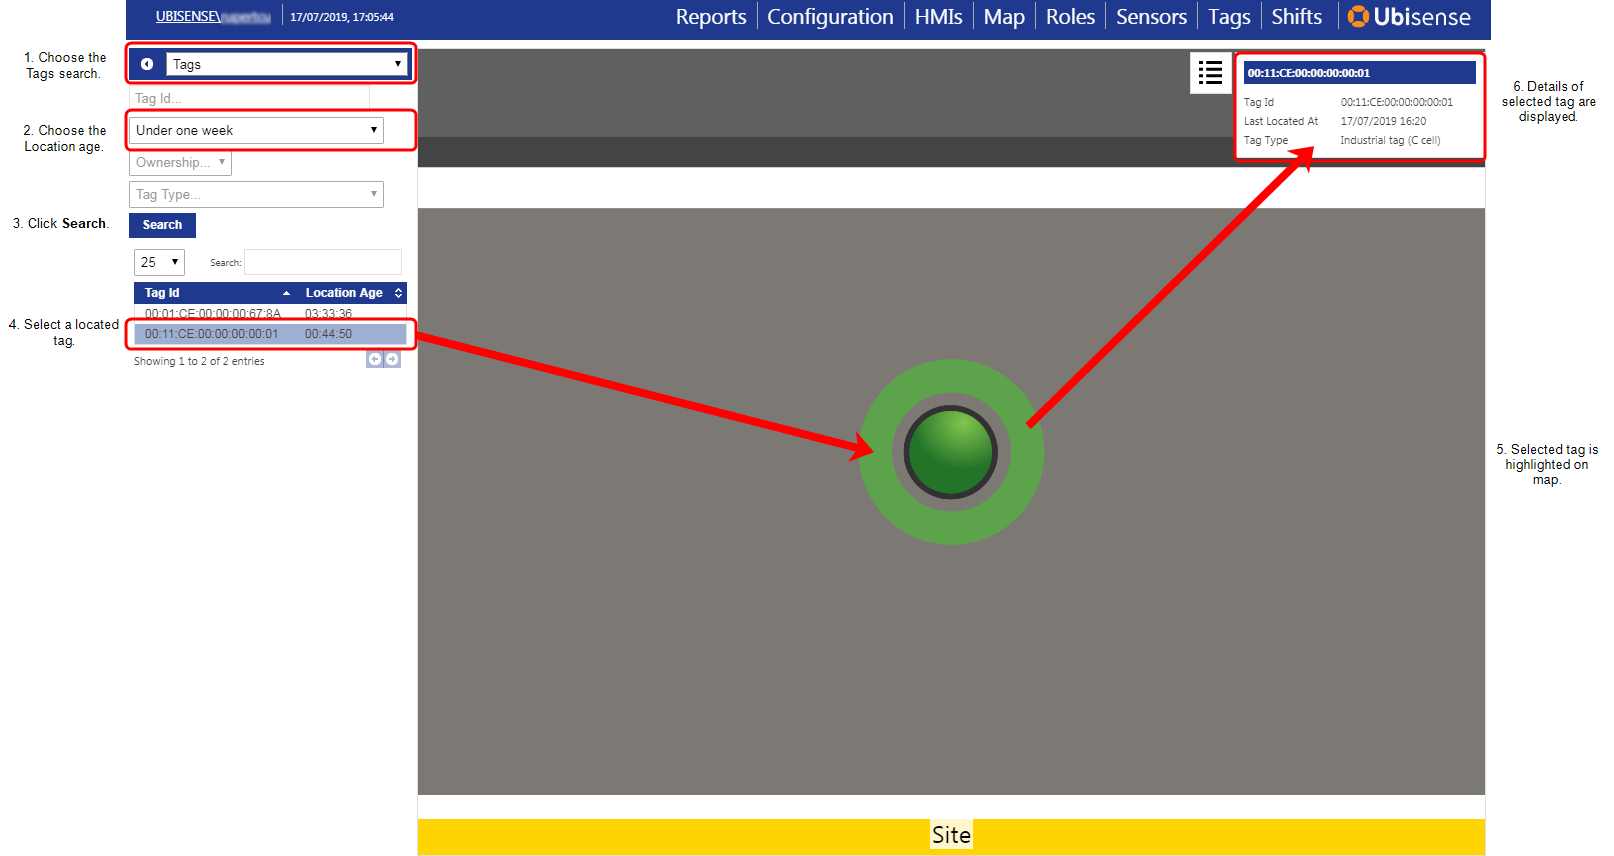 UBISENSE\
17/07/2019, 17:05:44
Reports
Configuration
HMIs
Map
Roles
Sensors
Tags
Shifts
Ubisense
1. Choose the
Tags search.
Tags
Tag Id...
2. Choose the
Location age.
Under one week
Ownership...
Tag Type...
3. Click Search.
Search
25
Search:
Tag Id
Location Age
00:01:CE:00:00:00:67:8A 03:33:36
4. Select a located
tag.
00:11:CE:00:00:00:00:01 00:44:50
Showing 1 to 2 of 2 entries
00:11:CE:00:00:00:00:01
Tag Id 00:11:CE:00:00:00:00:01
Last Located At 17/07/2019 16:20
Tag Type Industrial tag (C cell)
6. Details of
selected tag are
displayed.
5. Selected tag is
highlighted on
map.
Site